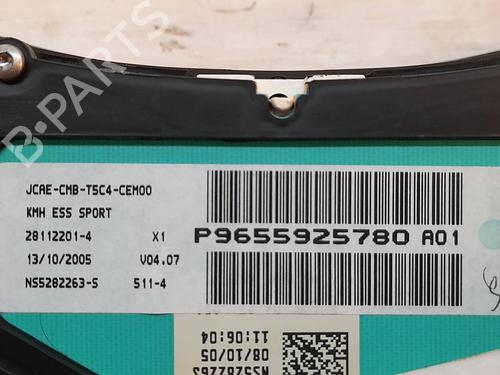 B-PARTS
JCAE-CMB-T5C4-CEM00
KMH ESS SPORT
28112201-4 X1
13/10/2005 V04.07
NS5282263-S 511-4
P9655925780 A01
11:06:04
08/10/05
NS5282263